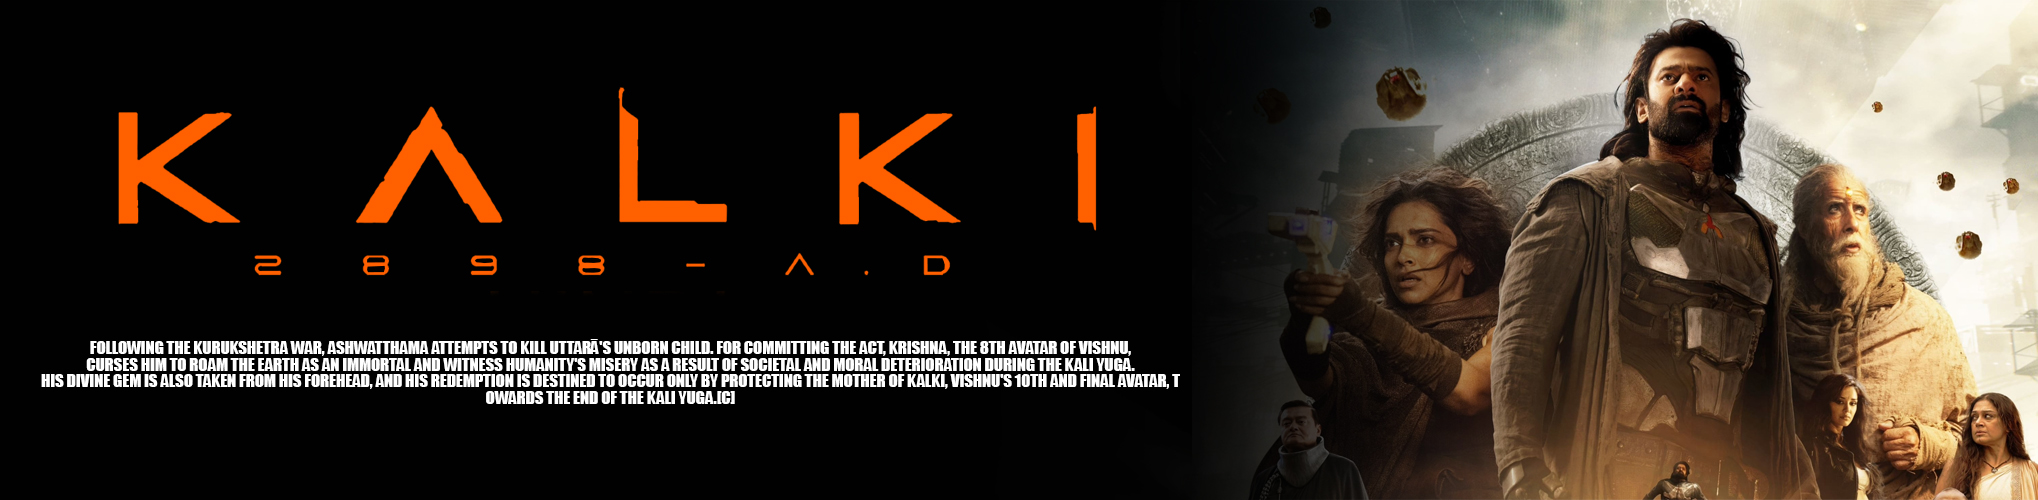 KALKI
2898-A.D
FOLLOWING THE KURUKSHETRA WAR, ASHWATTHAMA ATTEMPTS TO KILL UTTARĀ'S UNBORN CHILD. FOR COMMITTING THE ACT, KRISHNA, THE 8TH AVATAR OF VISHNU,
CURSES HIM TO ROAM THE EARTH AS AN IMMORTAL AND WITNESS HUMANITY'S MISERY AS A RESULT OF SOCIETAL AND MORAL DETERIORATION DURING THE KALI YUGA.
HIS DIVINE GEM IS ALSO TAKEN FROM HIS FOREHEAD, AND HIS REDEMPTION IS DESTINED TO OCCUR ONLY BY PROTECTING THE MOTHER OF KALKI, VISHNU'S 10TH AND FINAL AVATAR, T
OWARDS THE END OF THE KALI YUGA.[C]